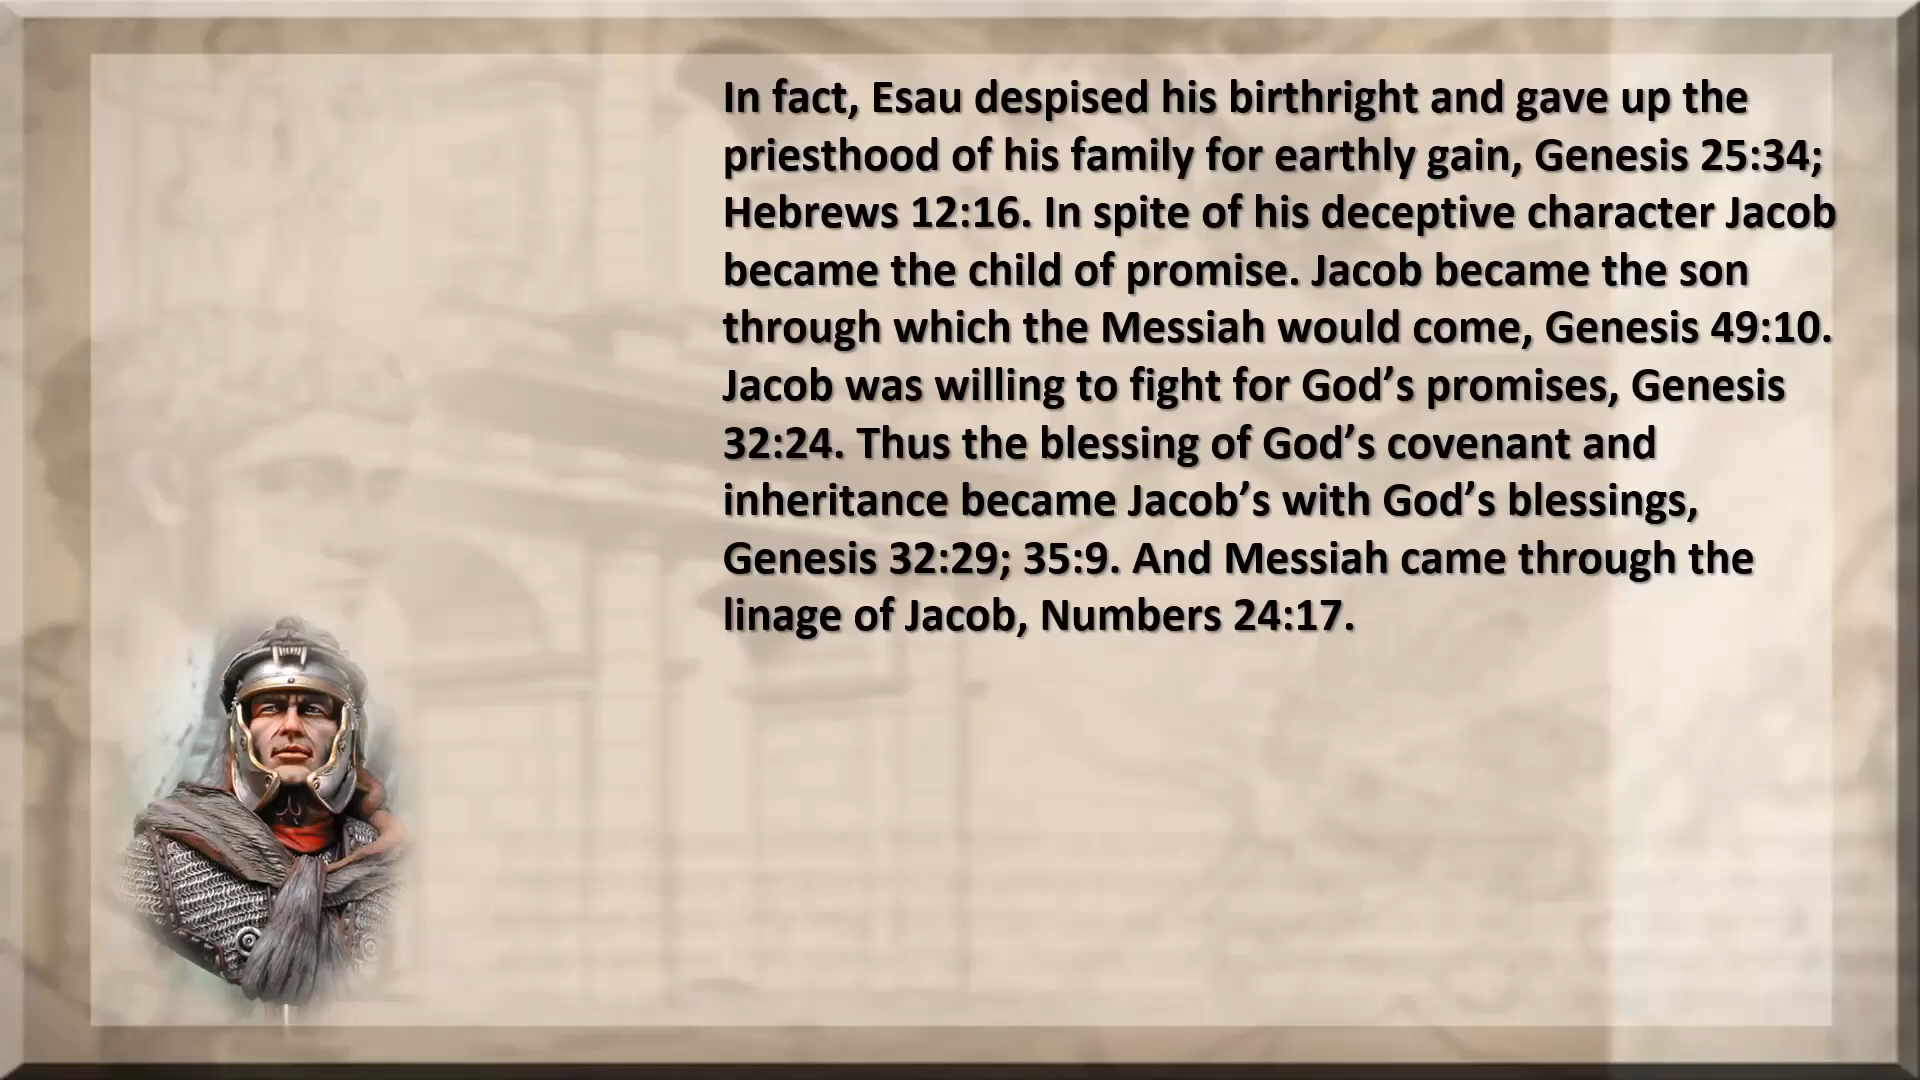 In fact, Esau despised his birthright and gave up the
priesthood of his family for earthly gain, Genesis 25:34;
Hebrews 12:16. In spite of his deceptive character Jacob
became the child of promise. Jacob became the son
through which the Messiah would come, Genesis 49:10.
Jacob was willing to fight for God’s promises, Genesis
32:24. Thus the blessing of God’s covenant and
inheritance became Jacob’s with God’s blessings,
Genesis 32:29; 35:9. And Messiah came through the
linage of Jacob, Numbers 24:17.